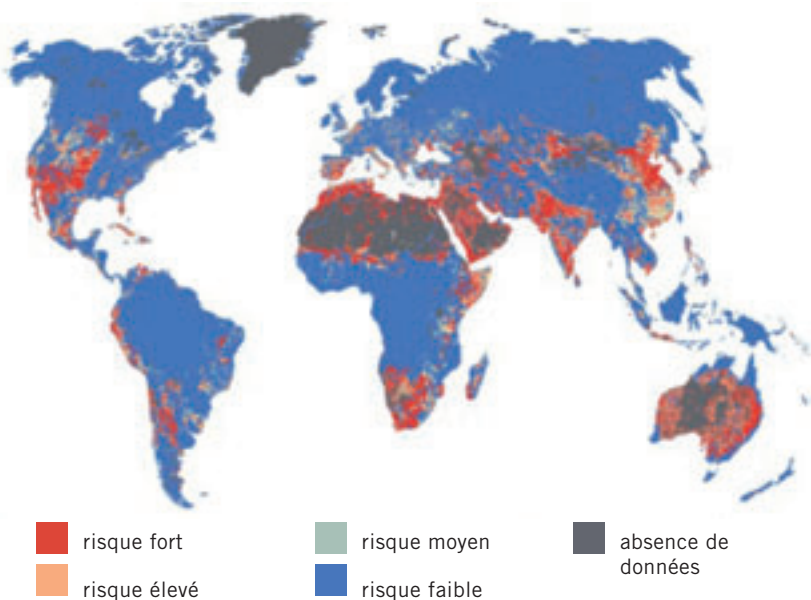 risque fort
risque élevé
risque moyen
risque faible
absence de
données